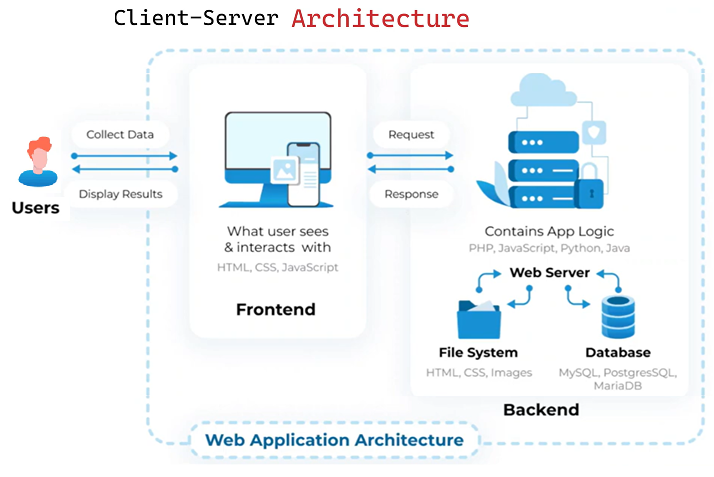 Client-Server Architecture
Collect Data
Display Results
Users
What user sees
& interacts with
HTML, CSS, JavaScript
Frontend
Request
Response
Contains App Logic
PHP, JavaScript, Python, Java
Web Server
File System
HTML, CSS, Images
Database
MySQL, PostgresSQL,
MariaDB
Backend
Web Application Architecture